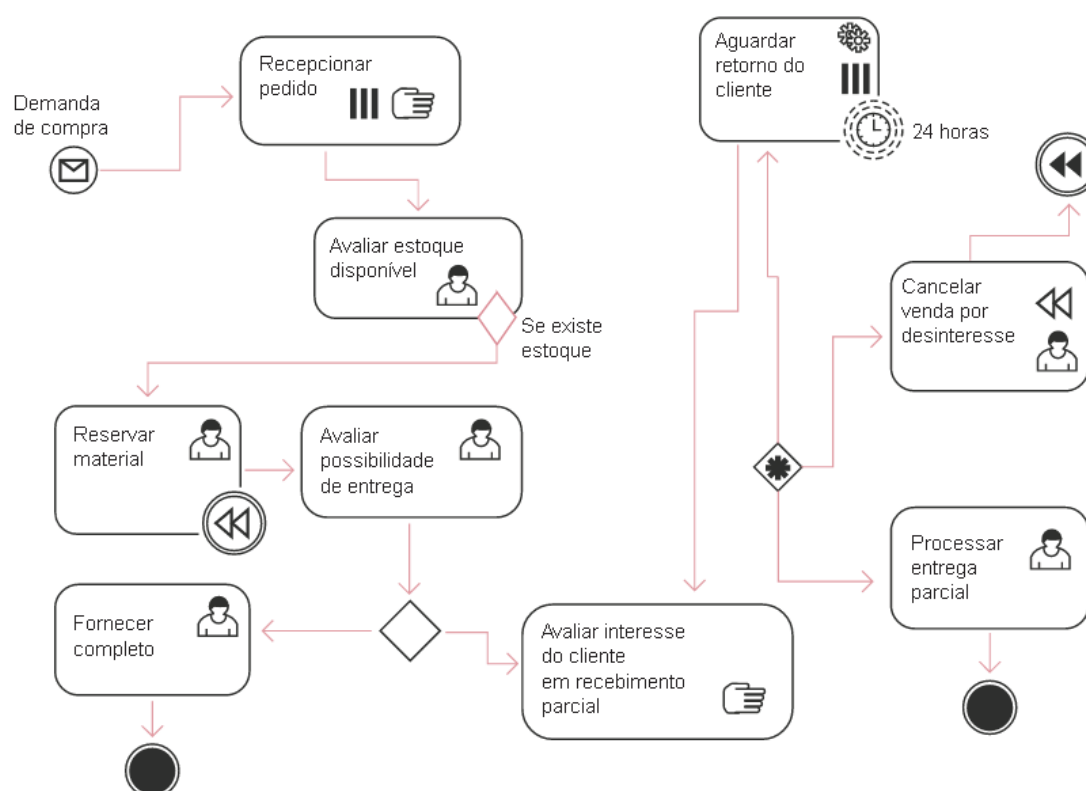 Demanda
de compra
Recepcionar
pedido
Avaliar estoque
disponível
Se existe
estoque
Reservar
material
Avaliar
possibilidade
de entrega
Fornecer
completo
Avaliar interesse
do cliente
em recebimento
parcial
Aguardar
retorno do
cliente
24 horas
Cancelar
venda por
desinteresse
Processar
entrega
parcial